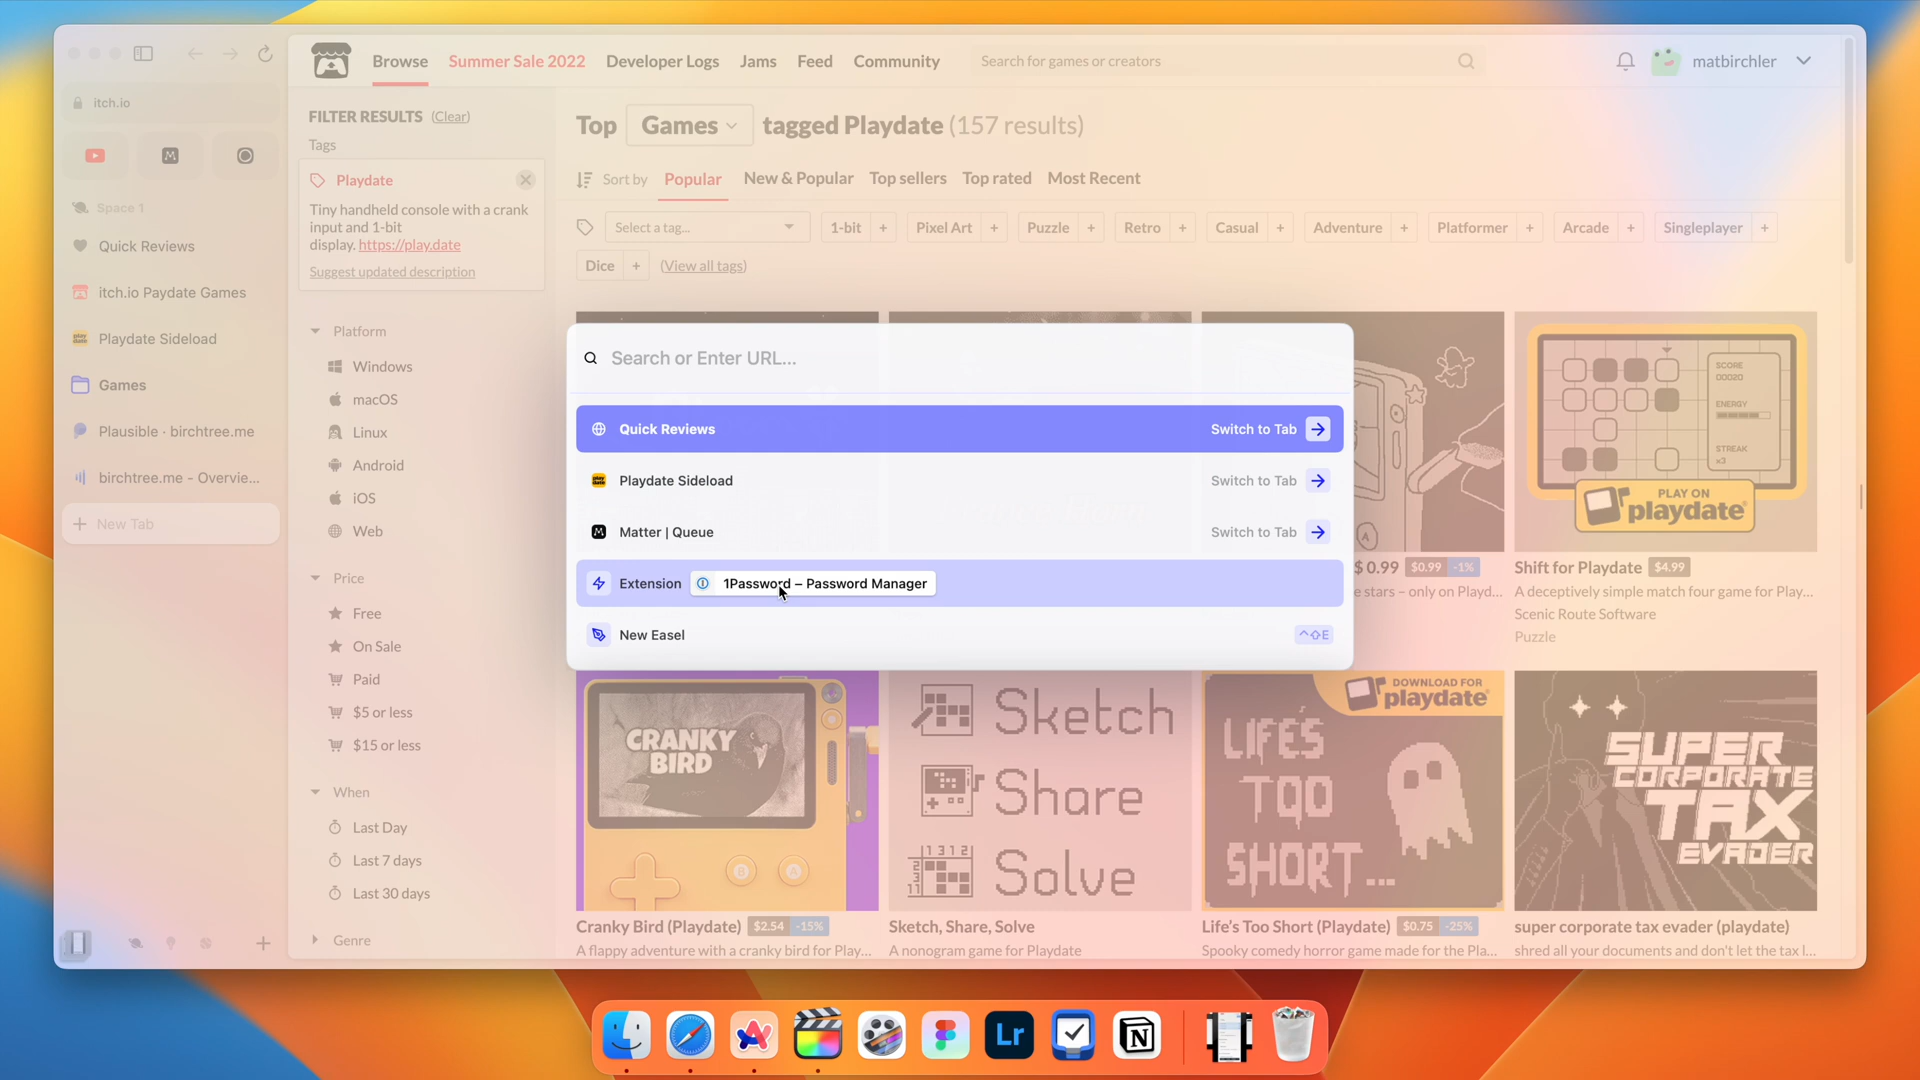 itch.io
Space 1
Quick Reviews
itch.io Paydate Games
Playdate Sideload
Games
Plausible · birchtree.me
birchtree.me - Overvie...
New Tab
Browse
Summer Sale 2022
Developer Logs
Jams
Feed
Community
Search for games or creators
matbirchler
FILTER RESULTS (Clear)
Tags
Playdate
Tiny handheld console with a crank
input and 1-bit
display. https://play.date
Suggest updated description
Platform
Windows
macOS
Linux
Android
iOS
Web
Price
Free
On Sale
Paid
$5 or less
$15 or less
When
Last Day
Last 7 days
Last 30 days
Genre
Top Games tagged Playdate (157 results)
Sort by Popular New & Popular Top sellers Top rated Most Recent
Select a tag... 1-bit + Pixel Art + Puzzle + Retro + Casual + Adventure + Platformer + Arcade + Singleplayer +
Dice + (View all tags)
Search or Enter URL...
Quick Reviews Switch to Tab
Playdate Sideload Switch to Tab
Matter | Queue Switch to Tab
Extension 1Password – Password Manager
New Easel ^⇧E
SCORE
00020
ENERGY
STREAK
x3
PLAY ON
playdate
A
$ 0.99 $0.99 -1%
e stars – only on Playd...
Shift for Playdate $4.99
A deceptively simple match four game for Play...
Scenic Route Software
Puzzle
CRANKY
BIRD
B A
Cranky Bird (Playdate) $2.54 -15%
A flappy adventure with a cranky bird for Play...
Sketch
Share
1 1312
Solve
Sketch, Share, Solve
A nonogram game for Playdate
DOWNLOAD FOR
playdate
LIFE'S
TOO
SHORT...
Life's Too Short (Playdate) $0.75 -25%
Spooky comedy horror game made for the Pla...
SUPER
CORPORATE
TAX
EVADER
super corporate tax evader (playdate)
shred all your documents and don't let the tax l...
Lr